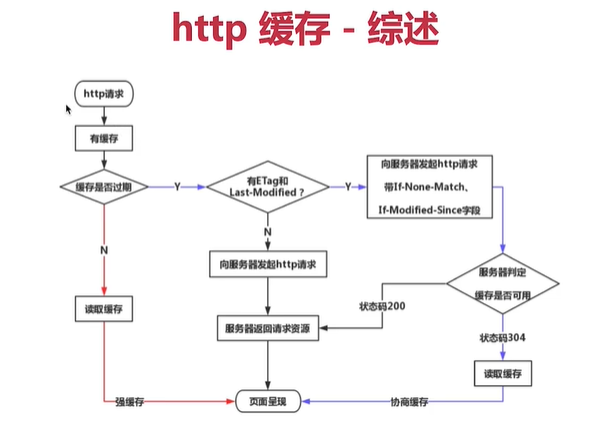 http 缓存 - 综述
http请求
有缓存
缓存是否过期
Y
有ETag和
Last-Modified ?
Y
向服务器发起http请求
带If-None-Match、
If-Modified-Since字段
N
N
向服务器发起http请求
服务器判定
缓存是否可用
读取缓存
状态码200
服务器返回请求资源
状态码304
读取缓存
强缓存
页面呈现
协商缓存